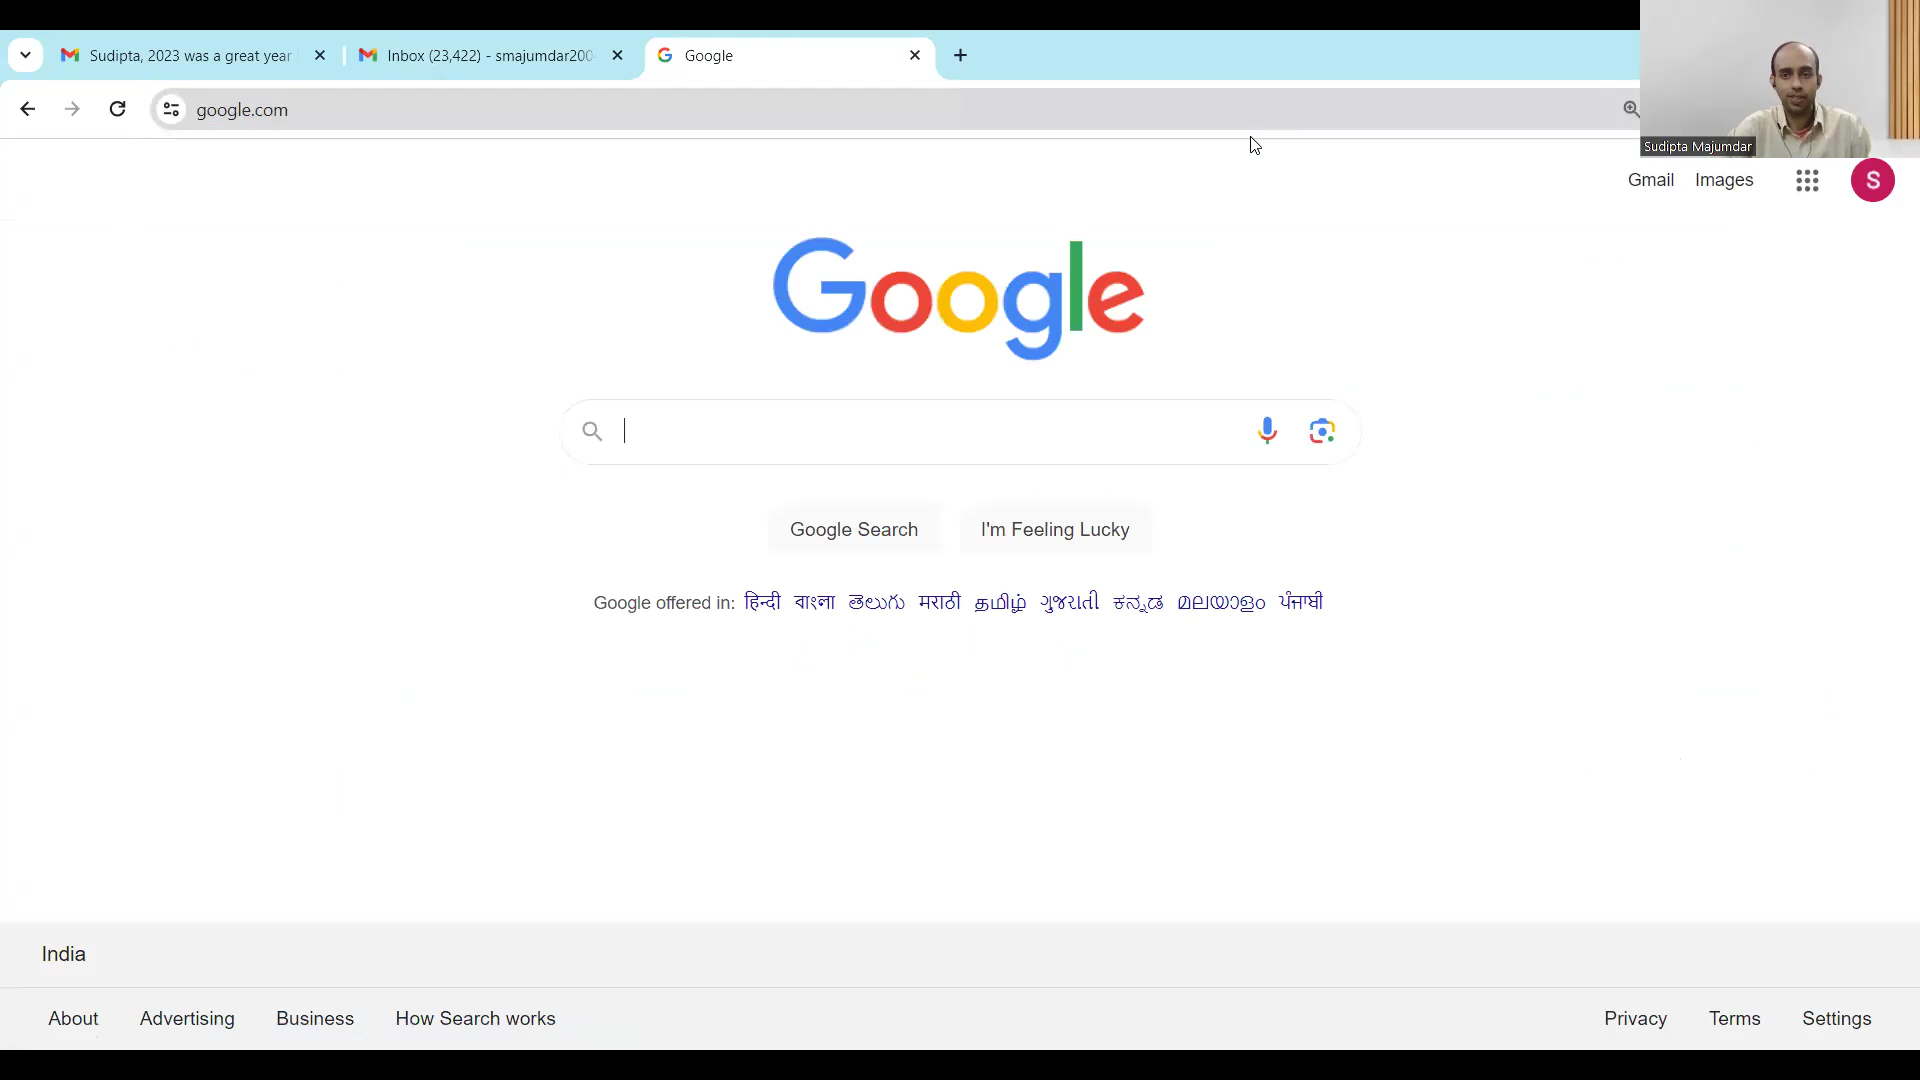 Sudipta, 2023 was a great year
Inbox (23,422) - smajumdar200
Google
google.com
Sudipta Majumdar
Gmail Images
S
Google
Google Search I'm Feeling Lucky
Google offered in: हिन्दी বাংলা తెలుగు मराठी தமிழ் ગુજરાતી ಕನ್ನಡ മലയാളം ਪੰਜਾਬੀ
India
About Advertising Business How Search works
Privacy Terms Settings